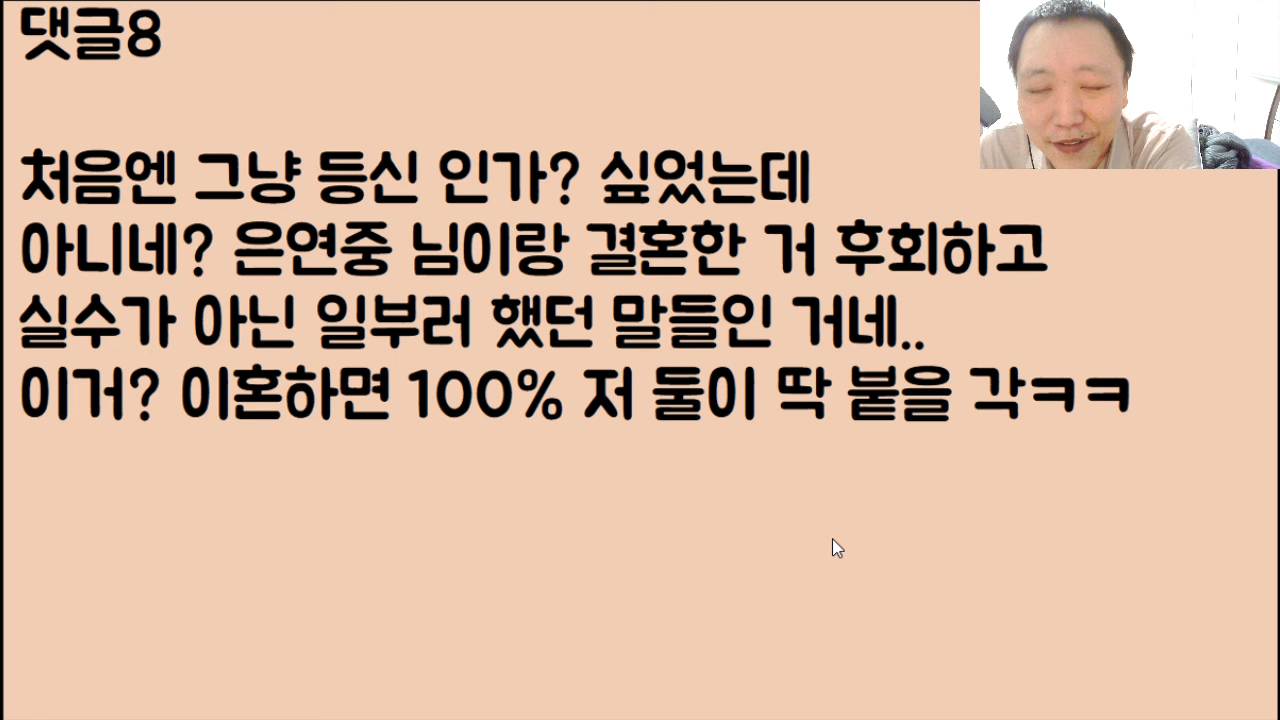 댓글8
처음엔 그냥 등신 인가? 싶었는데
아니네? 은연중 님이랑 결혼한 거 후회하고
실수가 아닌 일부러 했던 말들인 거네..
이거? 이혼하면 100% 저 둘이 딱 붙을 각ㅋㅋ